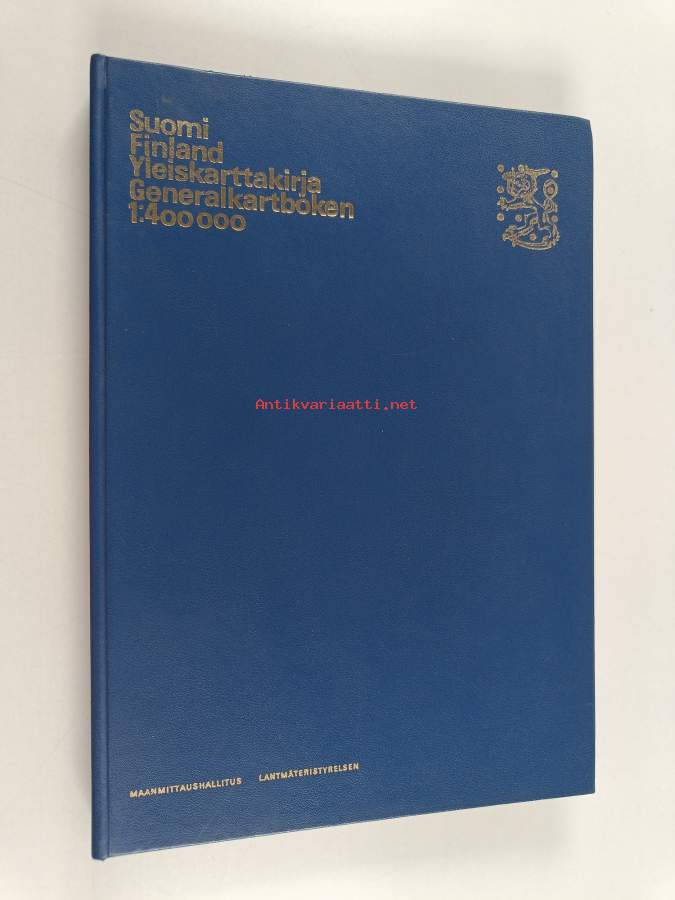 Suomi
Finland
Yleiskarttakirja
Generalkartboken
1:400 000
Antikvariaatti.net
MAANMITTAUSHALLITUS LANTMÄTERISTYRELSEN